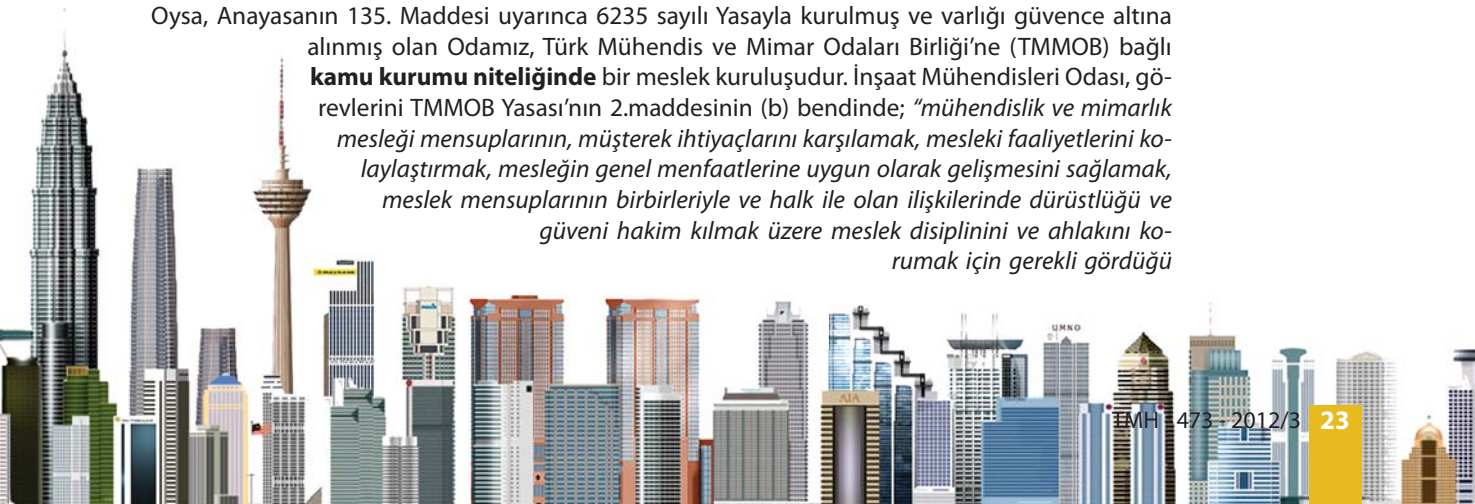 Oysa, Anayasanın 135. Maddesi uyarınca 6235 sayılı Yasayla kurulmuş ve varlığı güvence altına
alınmış olan Odamız, Türk Mühendis ve Mimar Odaları Birliği’ne (TMMOB) bağlı
kamu kurumu niteliğinde bir meslek kuruluşudur. İnşaat Mühendisleri Odası, gö-
revlerini TMMOB Yasası’nın 2.maddesinin (b) bendinde; “mühendislik ve mimarlık
mesleği mensuplarının, müşterek ihtiyaçlarını karşılamak, mesleki faaliyetlerini ko-
laylaştırmak, mesleğin genel menfaatlerine uygun olarak gelişmesini sağlamak,
meslek mensuplarının birbirleriyle ve halk ile olan ilişkilerinde dürüstlüğü ve
güveni hakim kılmak üzere meslek disiplinini ve ahlakını ko-
rumak için gerekli gördüğü
UMNO
AIA
TMH - 473 - 2012/3 23